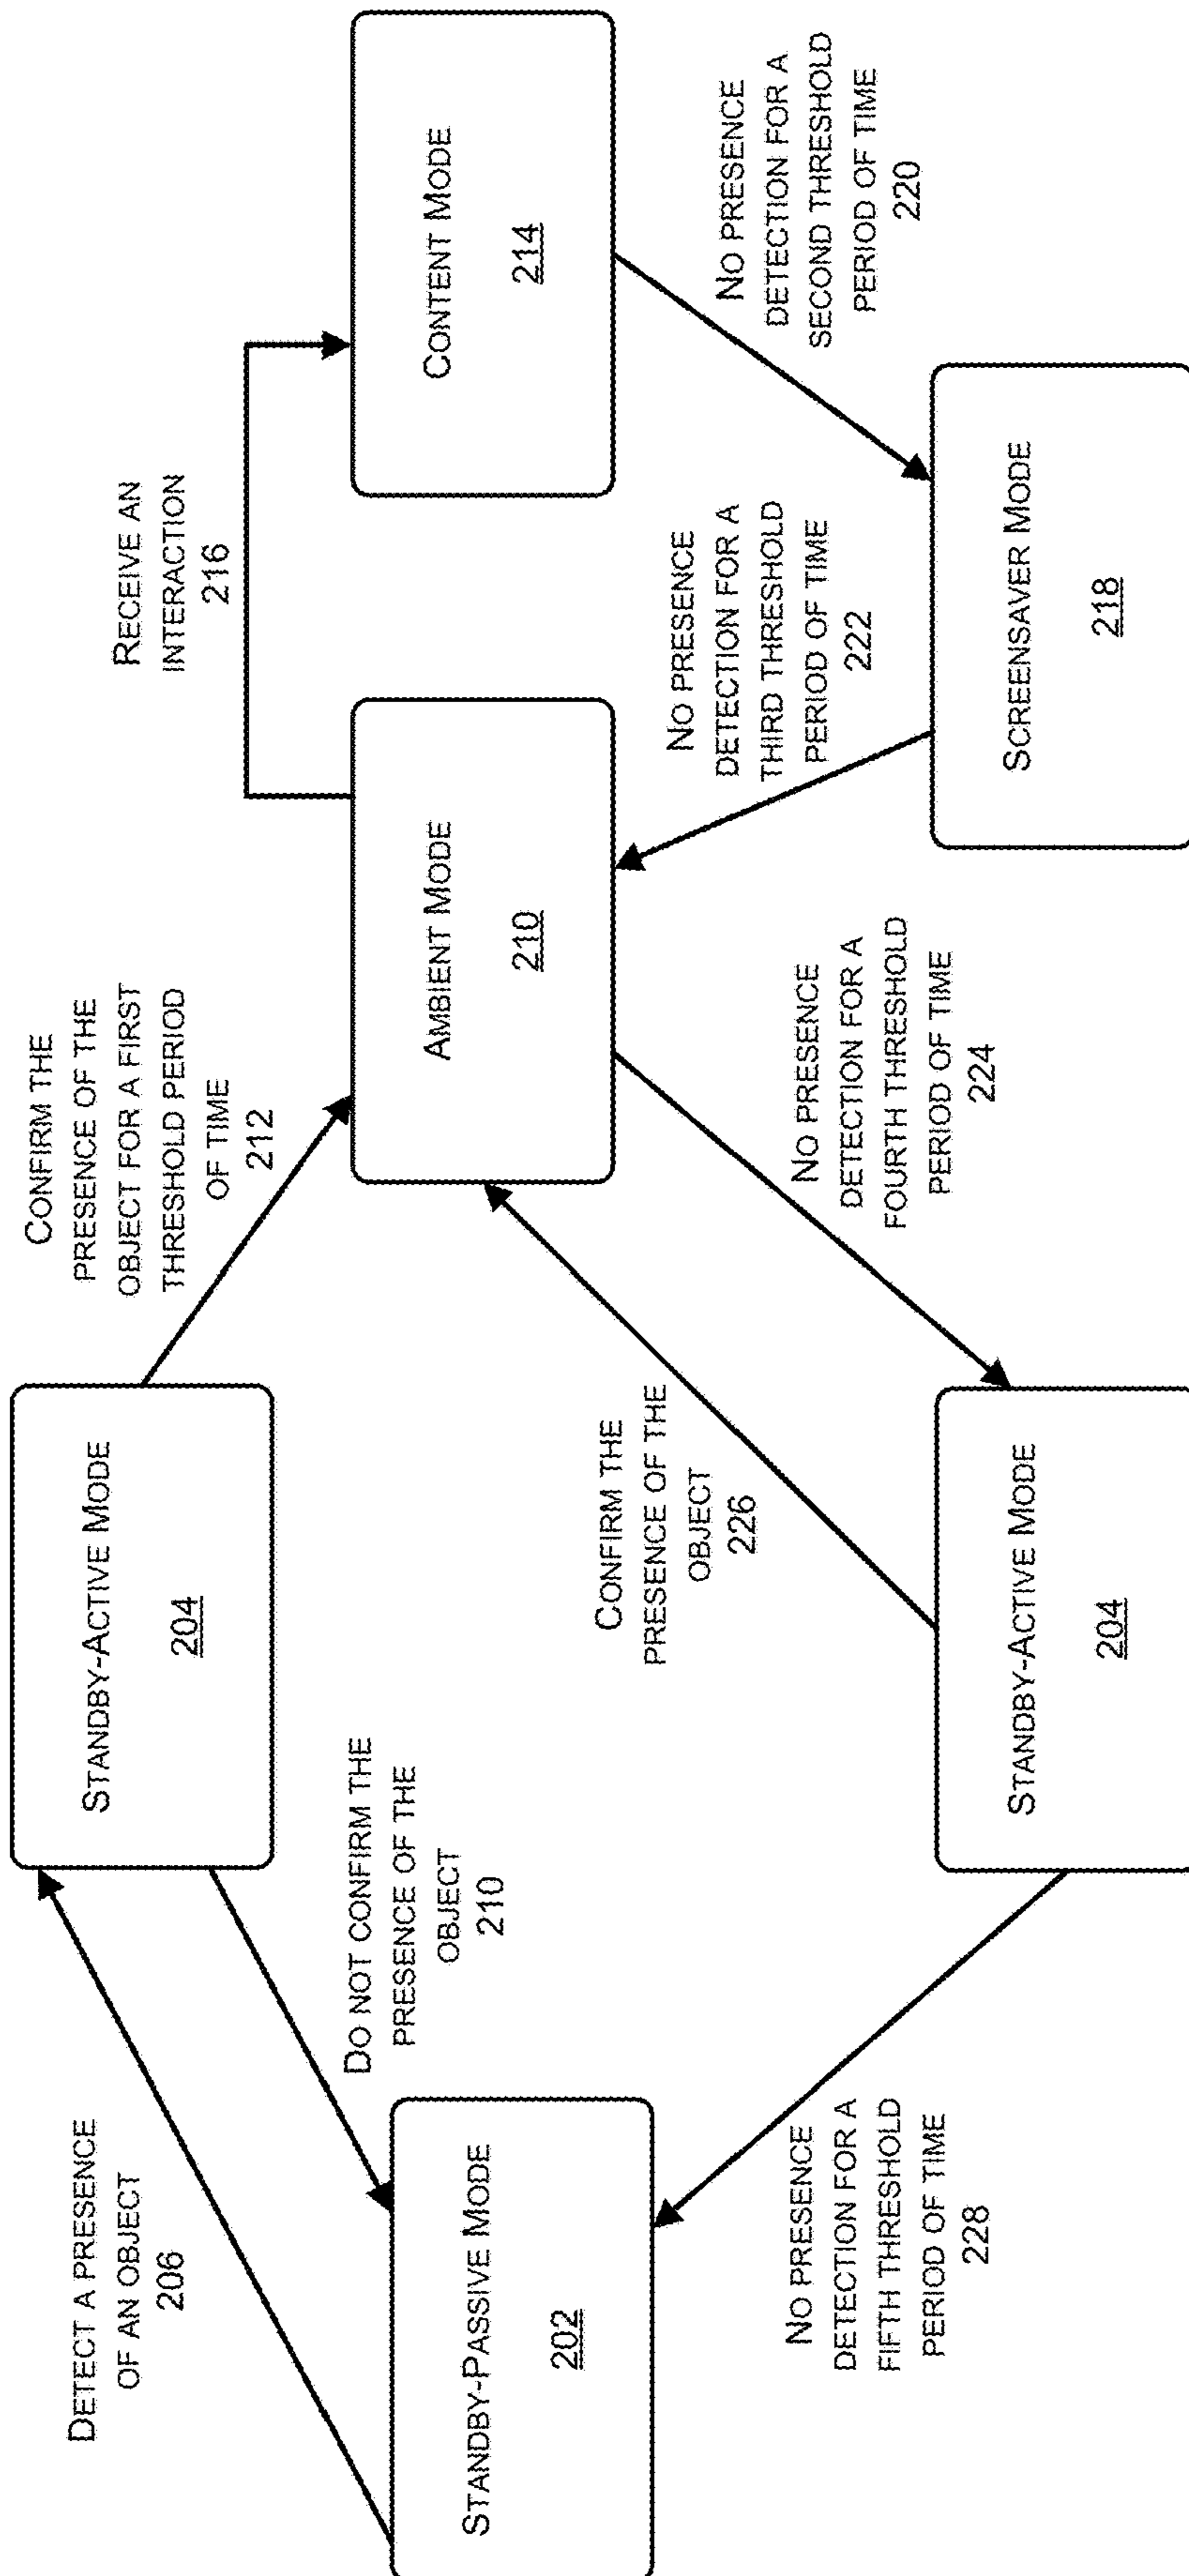 DETECT A PRESENCE
OF AN OBJECT
206
STANDBY-PASSIVE MODE
202
DO NOT CONFIRM THE
PRESENCE OF THE
OBJECT
210
NO PRESENCE
DETECTION FOR A
FIFTH THRESHOLD
PERIOD OF TIME
228
STANDBY-ACTIVE MODE
204
STANDBY-ACTIVE MODE
204
CONFIRM THE
PRESENCE OF THE
OBJECT FOR A FIRST
THRESHOLD PERIOD
OF TIME
212
CONFIRM THE
PRESENCE OF THE
OBJECT
226
AMBIENT MODE
210
NO PRESENCE
DETECTION FOR A
FOURTH THRESHOLD
PERIOD OF TIME
224
RECEIVE AN
INTERACTION
216
NO PRESENCE
DETECTION FOR A
THIRD THRESHOLD
PERIOD OF TIME
222
CONTENT MODE
214
NO PRESENCE
DETECTION FOR A
SECOND THRESHOLD
PERIOD OF TIME
220
SCREENSAVER MODE
218